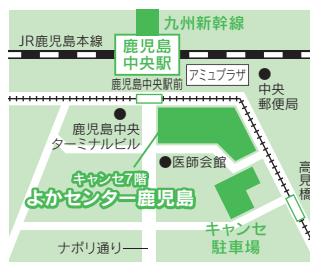 九州新幹線
JR鹿児島本線
鹿児島
中央駅
アミュプラザ
鹿児島中央駅前
中央
郵便局
鹿児島中央
ターミナルビル
医師会館
キャンセ7階
よかセンター鹿児島
高見橋
キャンセ
駐車場
ナポリ通り